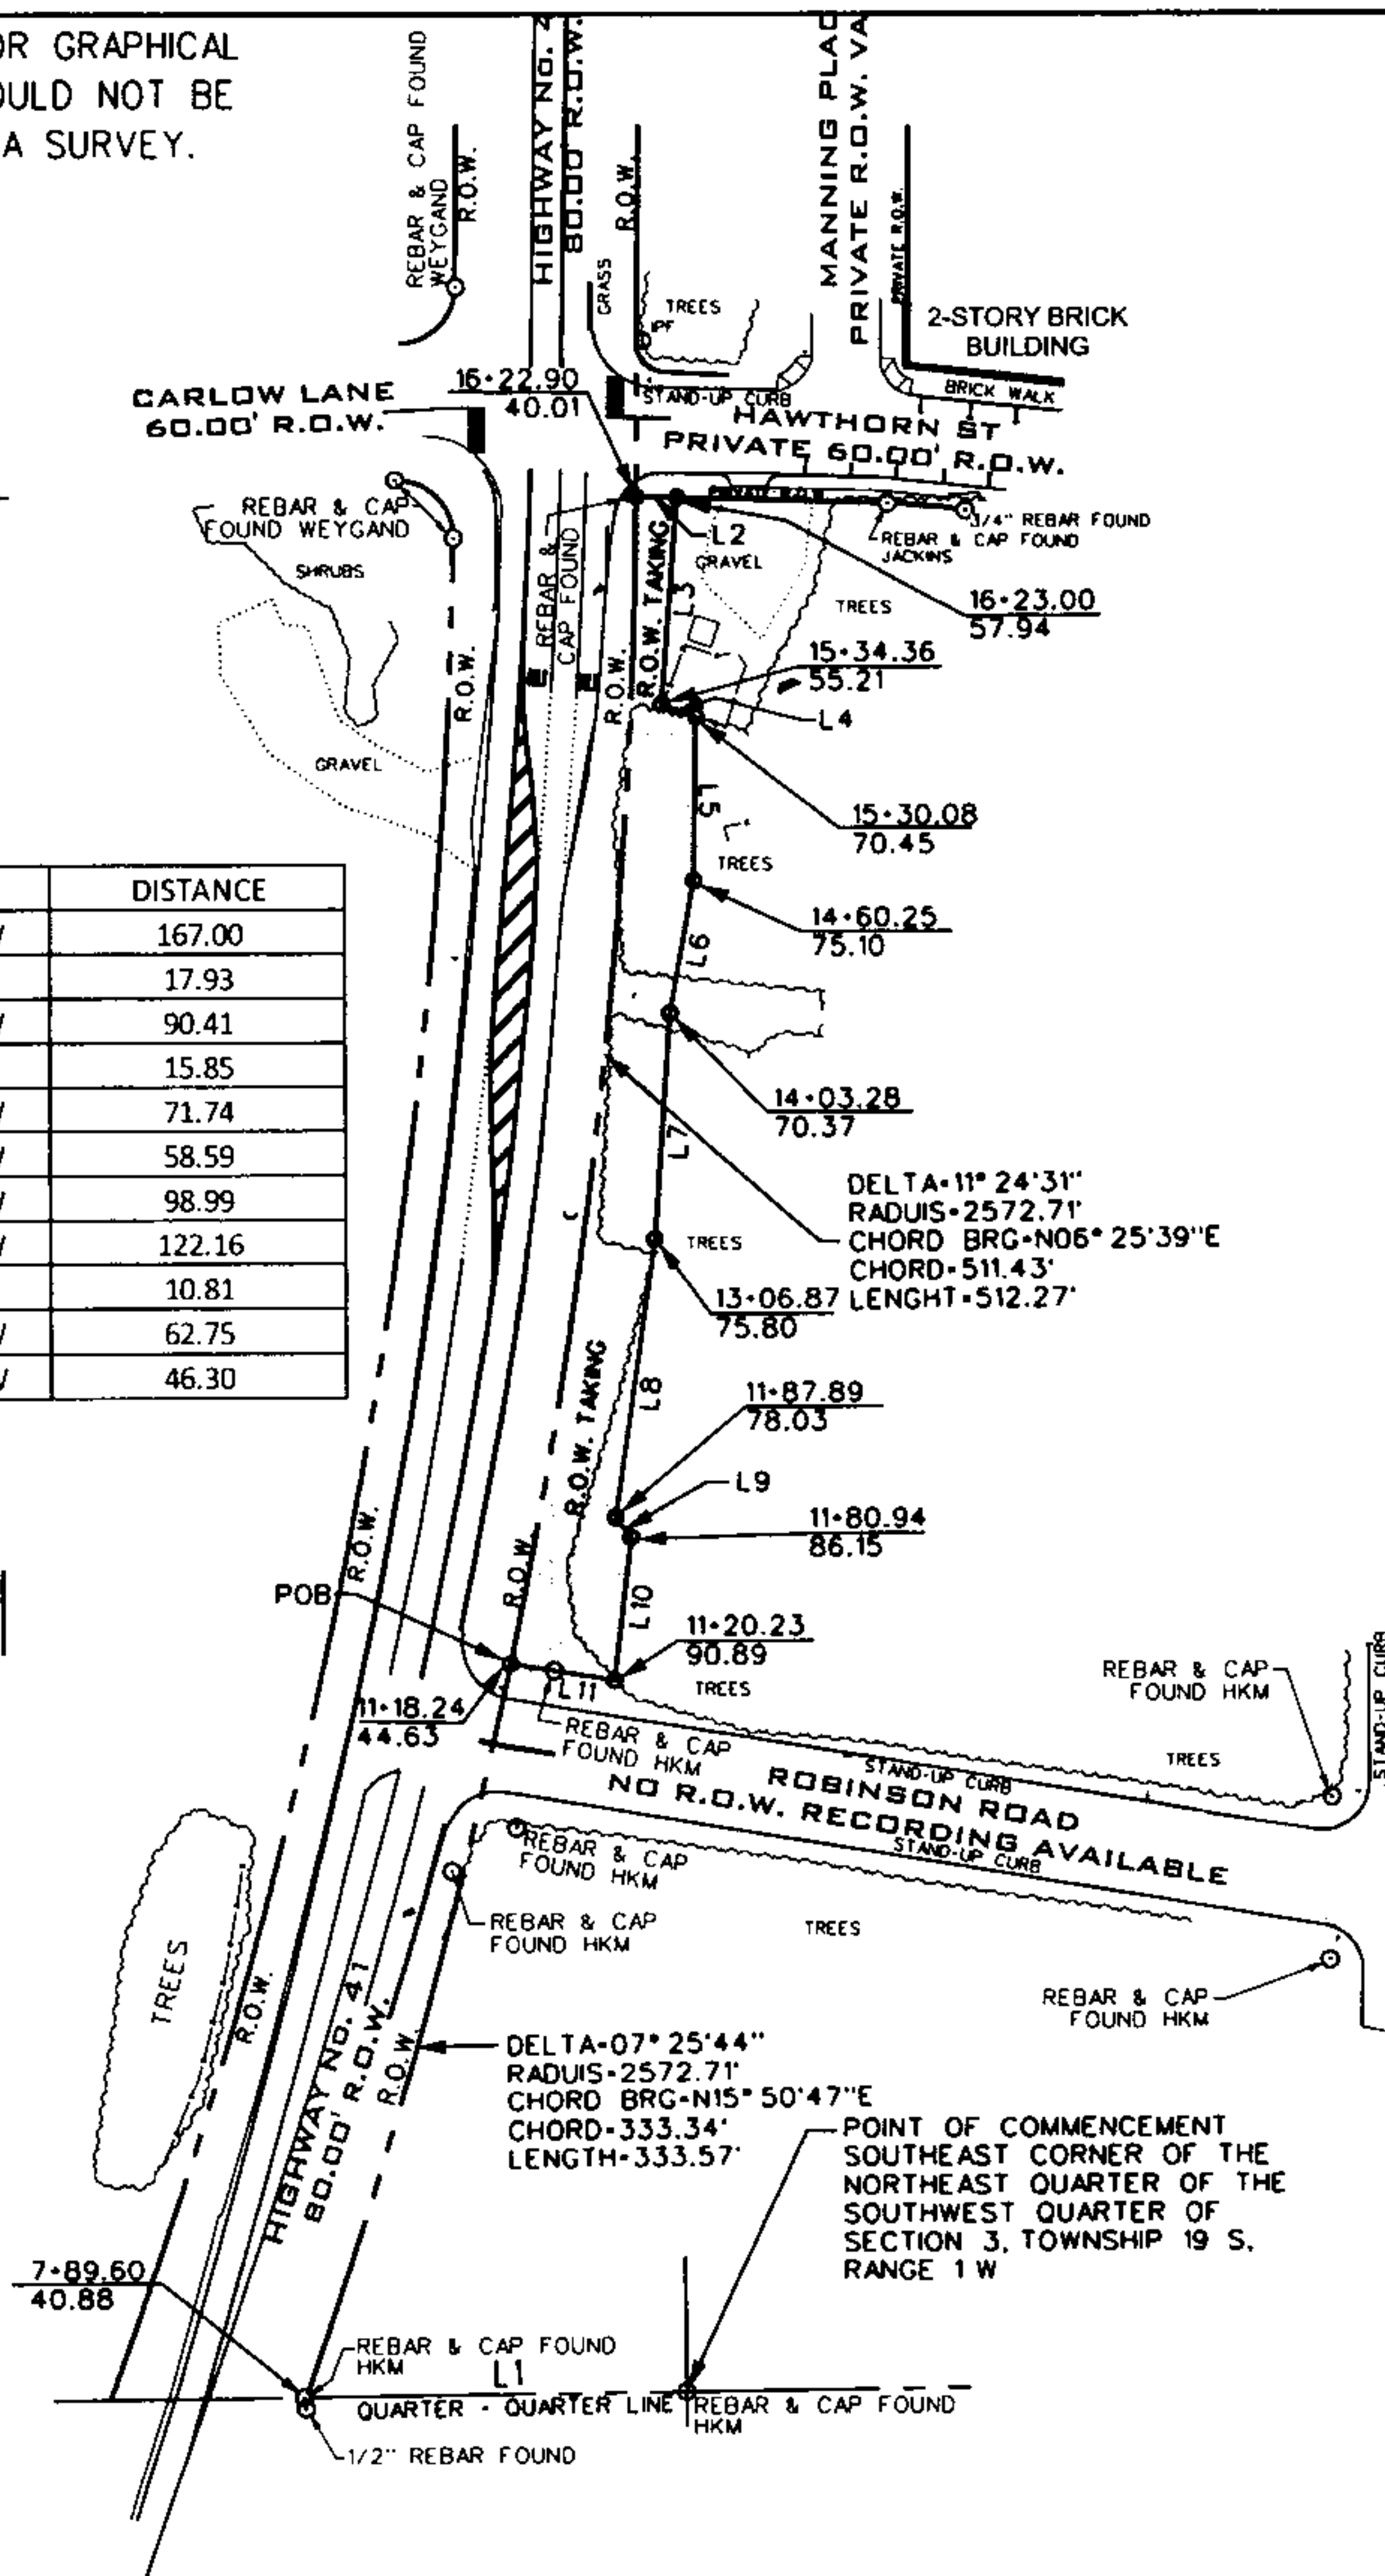 OR GRAPHICAL
OULD NOT BE
A SURVEY.
REBAR & CAP FOUND
WEYGAND
R.O.W.
HIGHWAY NO.
80.00' R.O.W.
R.O.W.
MANNING PLAC
PRIVATE R.O.W. VA
PRIVATE R.O.W.
GRASS
TREES
IPF
2-STORY BRICK
BUILDING
BRICK WALK
CARLOW LANE
60.00' R.O.W.
16+22.90
40.01
STAND-UP CURB
HAWTHORN ST
PRIVATE 60.00' R.O.W.
REBAR & CAP
FOUND WEYGAND
SHRUBS
GRAVEL
R.O.W.
REBAR &
CAP FOUND
R.O.W.
R.O.W. TAKING
L2
L3
GRAVEL
PRIVATE R.O.W.
3/4" REBAR FOUND
REBAR & CAP FOUND
JACKINS
TREES
16+23.00
57.94
15+34.36
55.21
L4
15+30.08
70.45
L5
TREES
14+60.25
75.10
L6
14+03.28
70.37
L7
DELTA=11° 24'31"
RADUIS=2572.71'
CHORD BRG=N06° 25'39"E
CHORD=511.43'
LENGHT=512.27'
TREES
13+06.87
75.80
DISTANCE
167.00
17.93
90.41
15.85
71.74
58.59
98.99
122.16
10.81
62.75
46.30
R.O.W. TAKING
L8
11+87.89
78.03
L9
11+80.94
86.15
R.O.W.
R.O.W
POB
L10
11+20.23
90.89
TREES
L11
11+18.24
44.63
REBAR & CAP
FOUND HKM
REBAR & CAP
FOUND HKM
STAND-UP CURB
TREES
STAND-UP CURB
ROBINSON ROAD
NO R.O.W. RECORDING AVAILABLE
STAND-UP CURB
REBAR & CAP
FOUND HKM
REBAR & CAP
FOUND HKM
TREES
REBAR & CAP
FOUND HKM
TREES
R.O.W.
HIGHWAY NO. 41
80.00' R.O.W.
R.O.W.
DELTA=07° 25'44"
RADUIS=2572.71'
CHORD BRG=N15° 50'47"E
CHORD=333.34'
LENGTH=333.57'
POINT OF COMMENCEMENT
SOUTHEAST CORNER OF THE
NORTHEAST QUARTER OF THE
SOUTHWEST QUARTER OF
SECTION 3, TOWNSHIP 19 S,
RANGE 1 W
7+89.60
40.88
REBAR & CAP FOUND
HKM
L1
QUARTER - QUARTER LINE
REBAR & CAP FOUND
HKM
1/2" REBAR FOUND